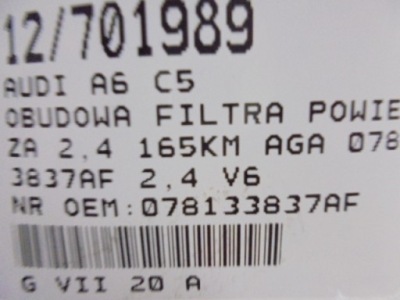 12/701989
AUDI A6 C5
OBUDOWA FILTRA POWIE
ZA 2,4 165KM AGA 078
3837AF 2,4 V6
NR OEM:078133837AF
G VII 20 A